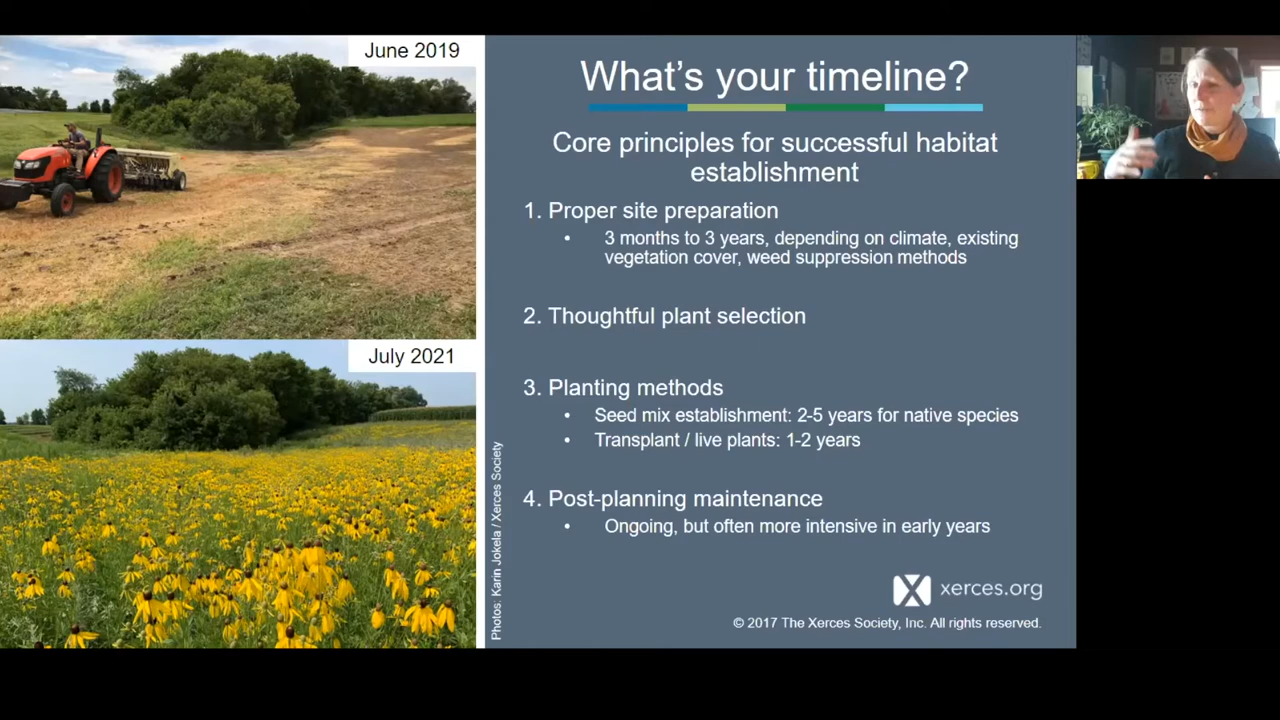 June 2019
July 2021
Photos: Karin Jokela / Xerces Society
What's your timeline?
Core principles for successful habitat
establishment
1. Proper site preparation
• 3 months to 3 years, depending on climate, existing
vegetation cover, weed suppression methods
2. Thoughtful plant selection
3. Planting methods
• Seed mix establishment: 2-5 years for native species
• Transplant / live plants: 1-2 years
4. Post-planning maintenance
• Ongoing, but often more intensive in early years
xerces.org
© 2017 The Xerces Society, Inc. All rights reserved.